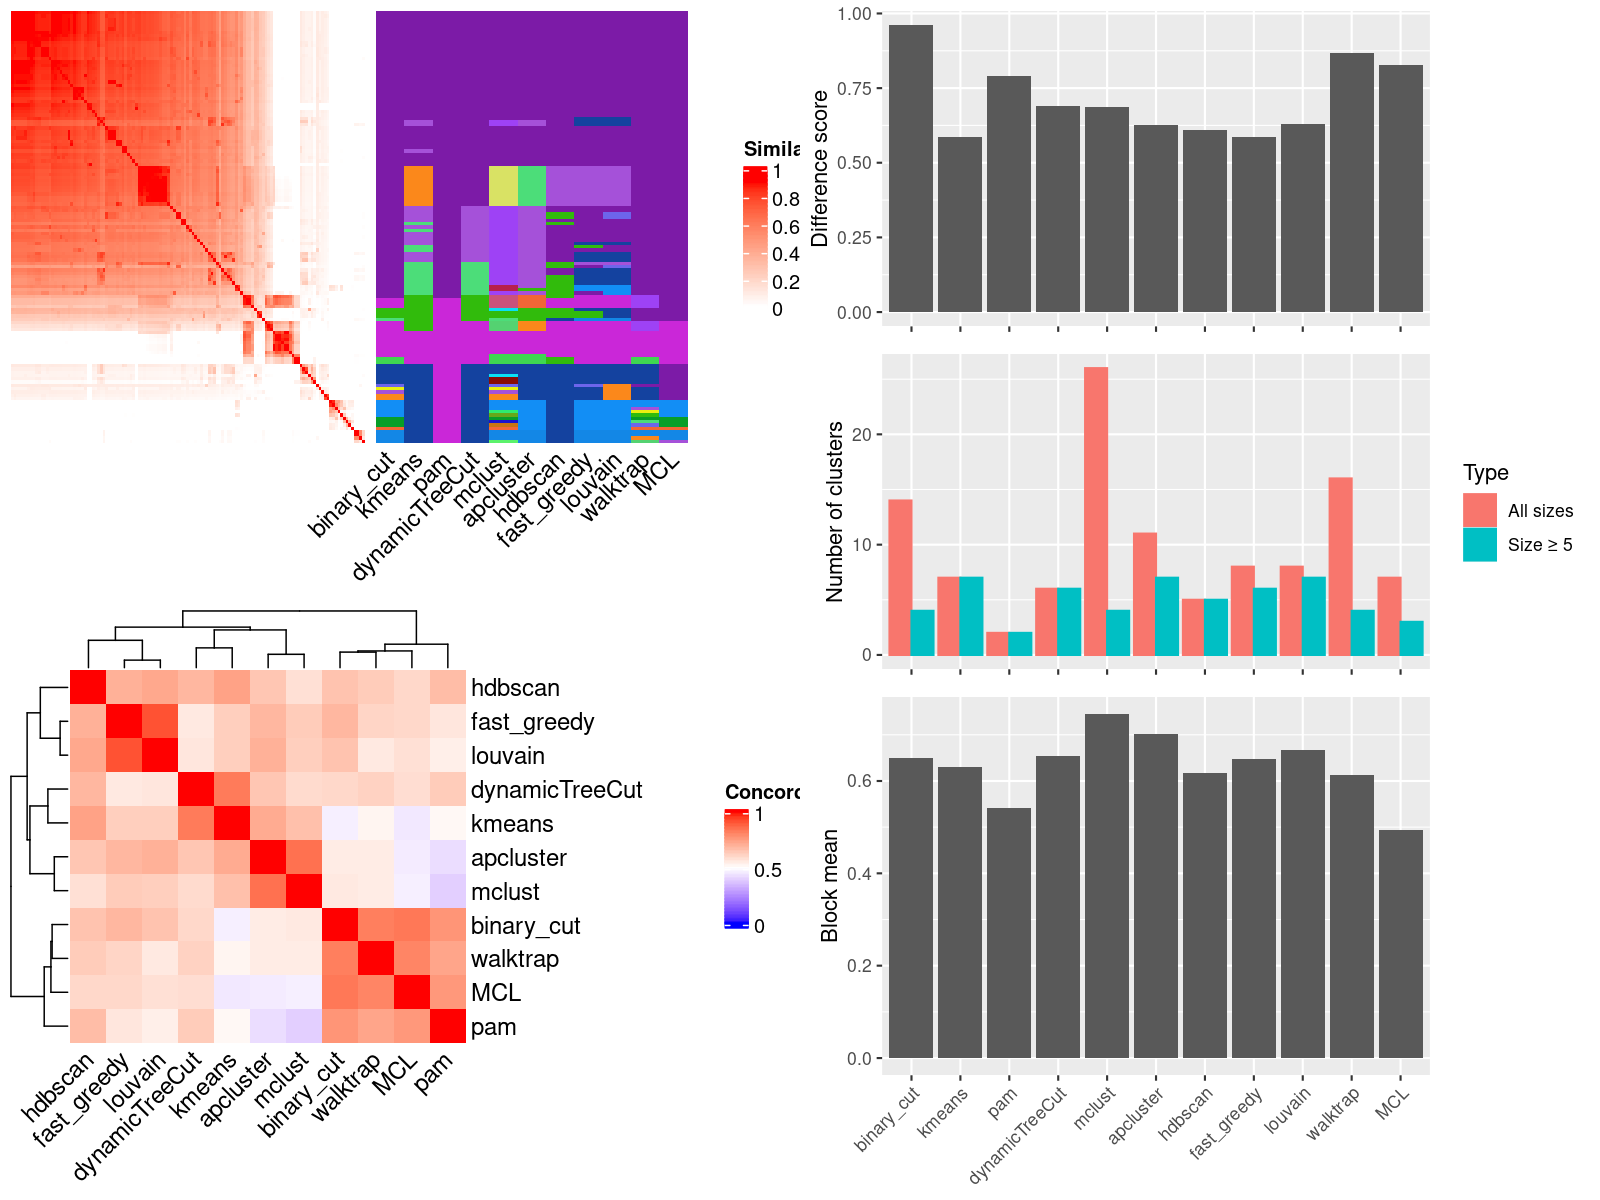 Simila
1
0.8
0.6
0.4
0.2
0
binary_cut
kmeans
pam
dynamicTreeCut
mclust
apcluster
hdbscan
fast_greedy
louvain
walktrap
MCL
hdbscan
fast_greedy
louvain
dynamicTreeCut
kmeans
apcluster
mclust
binary_cut
walktrap
MCL
pam
hdbscan
fast_greedy
louvain
dynamicTreeCut
kmeans
apcluster
mclust
binary_cut
walktrap
MCL
pam
Concord
1
0.5
0
Difference score
1.00
0.75
0.50
0.25
0.00
Number of clusters
20
10
0
Type
All sizes
Size ≥ 5
Block mean
0.6
0.4
0.2
0.0
binary_cut
kmeans
pam
dynamicTreeCut
mclust
apcluster
hdbscan
fast_greedy
louvain
walktrap
MCL